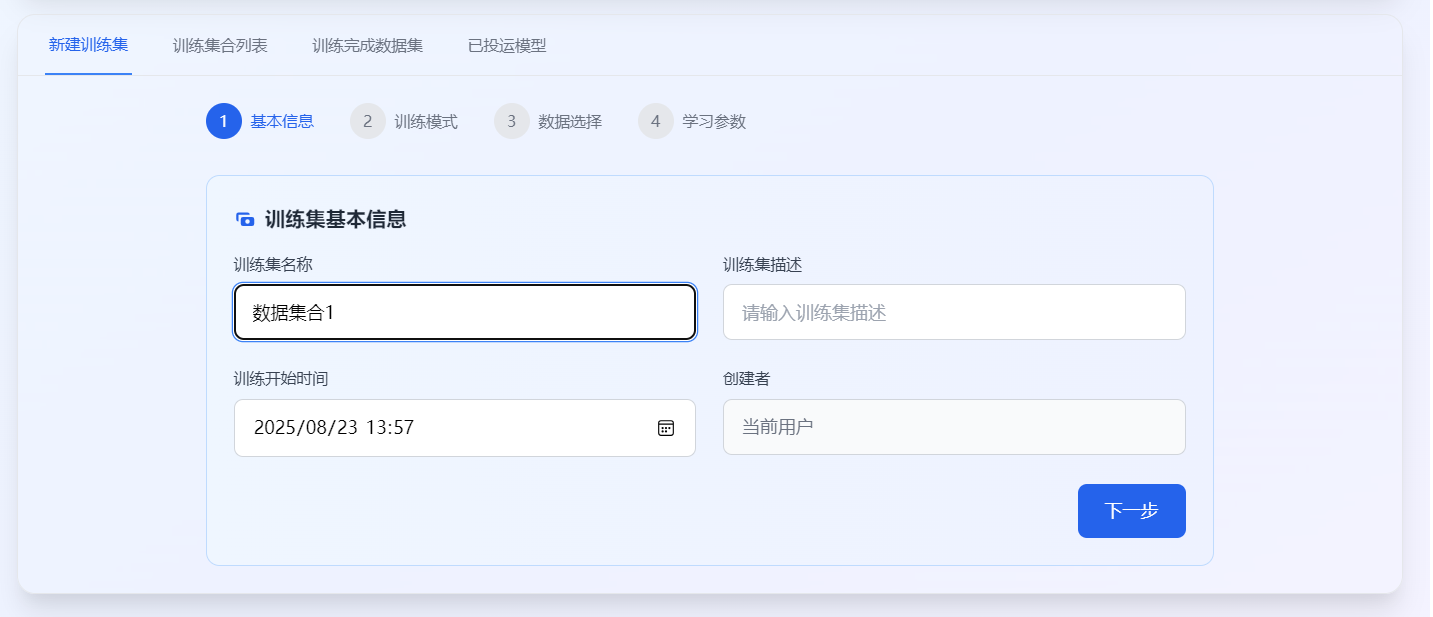 新建训练集 训练集合列表 训练完成数据集 已投运模型
1 基本信息 2 训练模式 3 数据选择 4 学习参数
训练集基本信息
训练集名称 训练集描述
数据集合1 请输入训练集描述
训练开始时间 创建者
2025/08/23 13:57 当前用户
下一步